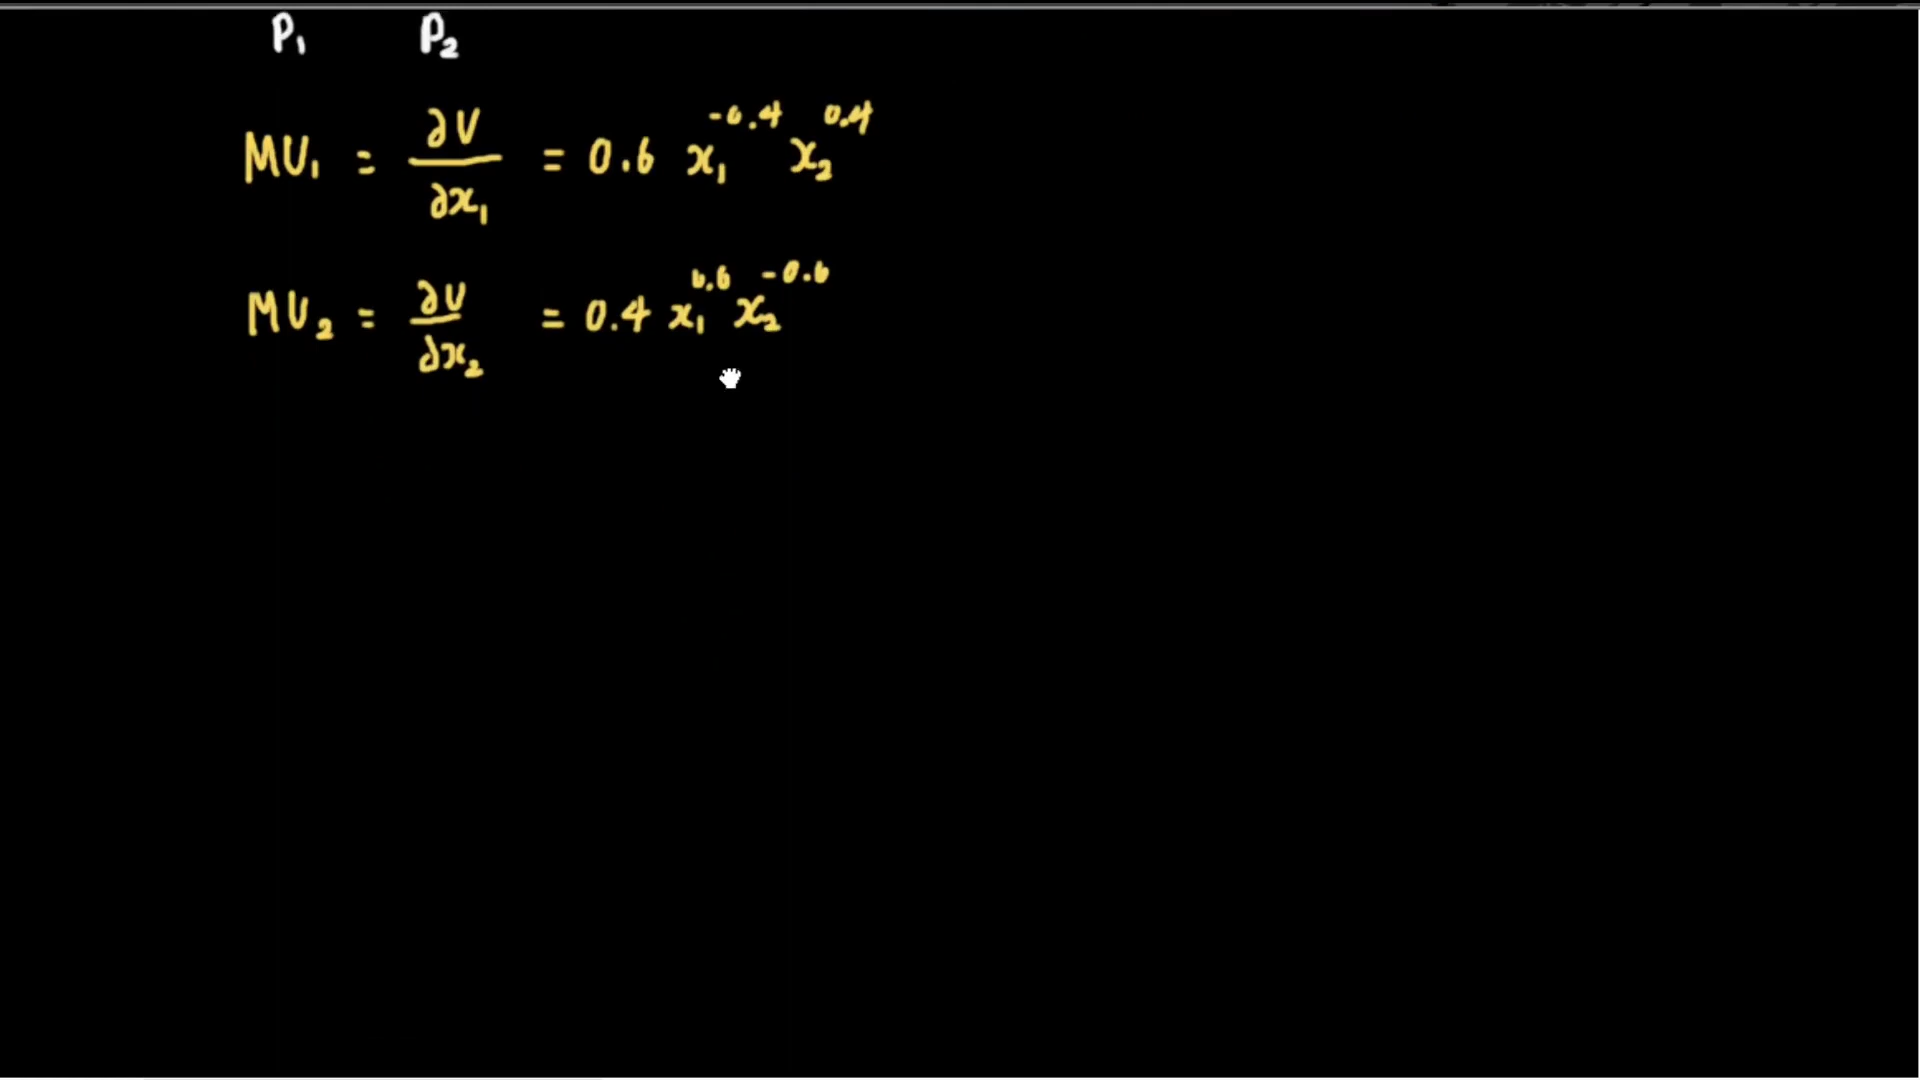 P₁ P₂
MU₁ = ∂U/∂x₁ = 0.6 x₁^-0.4 x₂^0.4
MU₂ = ∂U/∂x₂ = 0.4 x₁^0.6 x₂^-0.6